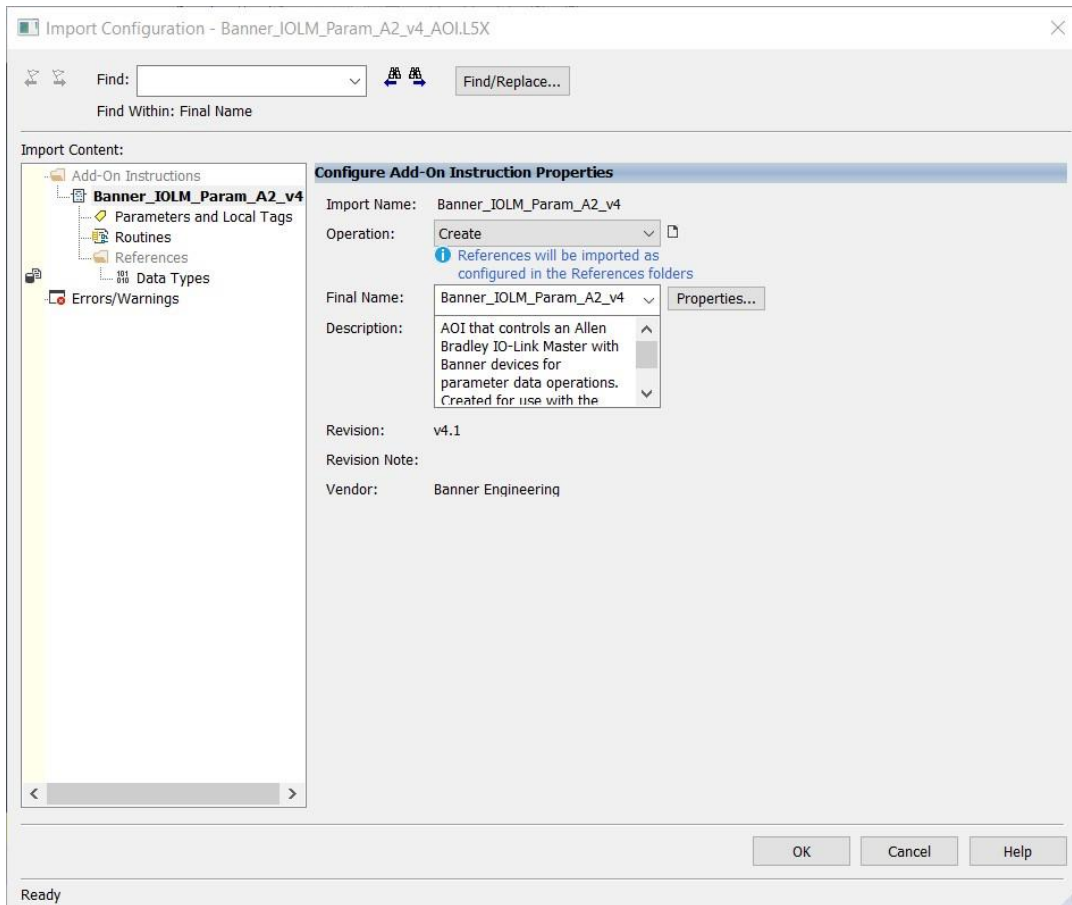 Import Configuration - Banner_IOLM_Param_A2_v4_AOI.L5X
Find:
Find/Replace...
Find Within: Final Name
Import Content:
Add-On Instructions
Banner_IOLM_Param_A2_v4
Parameters and Local Tags
Routines
References
Data Types
Errors/Warnings
Configure Add-On Instruction Properties
Import Name: Banner_IOLM_Param_A2_v4
Operation: Create
References will be imported as
configured in the References folders
Final Name: Banner_IOLM_Param_A2_v4 Properties...
Description: AOI that controls an Allen
Bradley IO-Link Master with
Banner devices for
parameter data operations.
Created for use with the
Revision: v4.1
Revision Note:
Vendor: Banner Engineering
OK Cancel Help
Ready